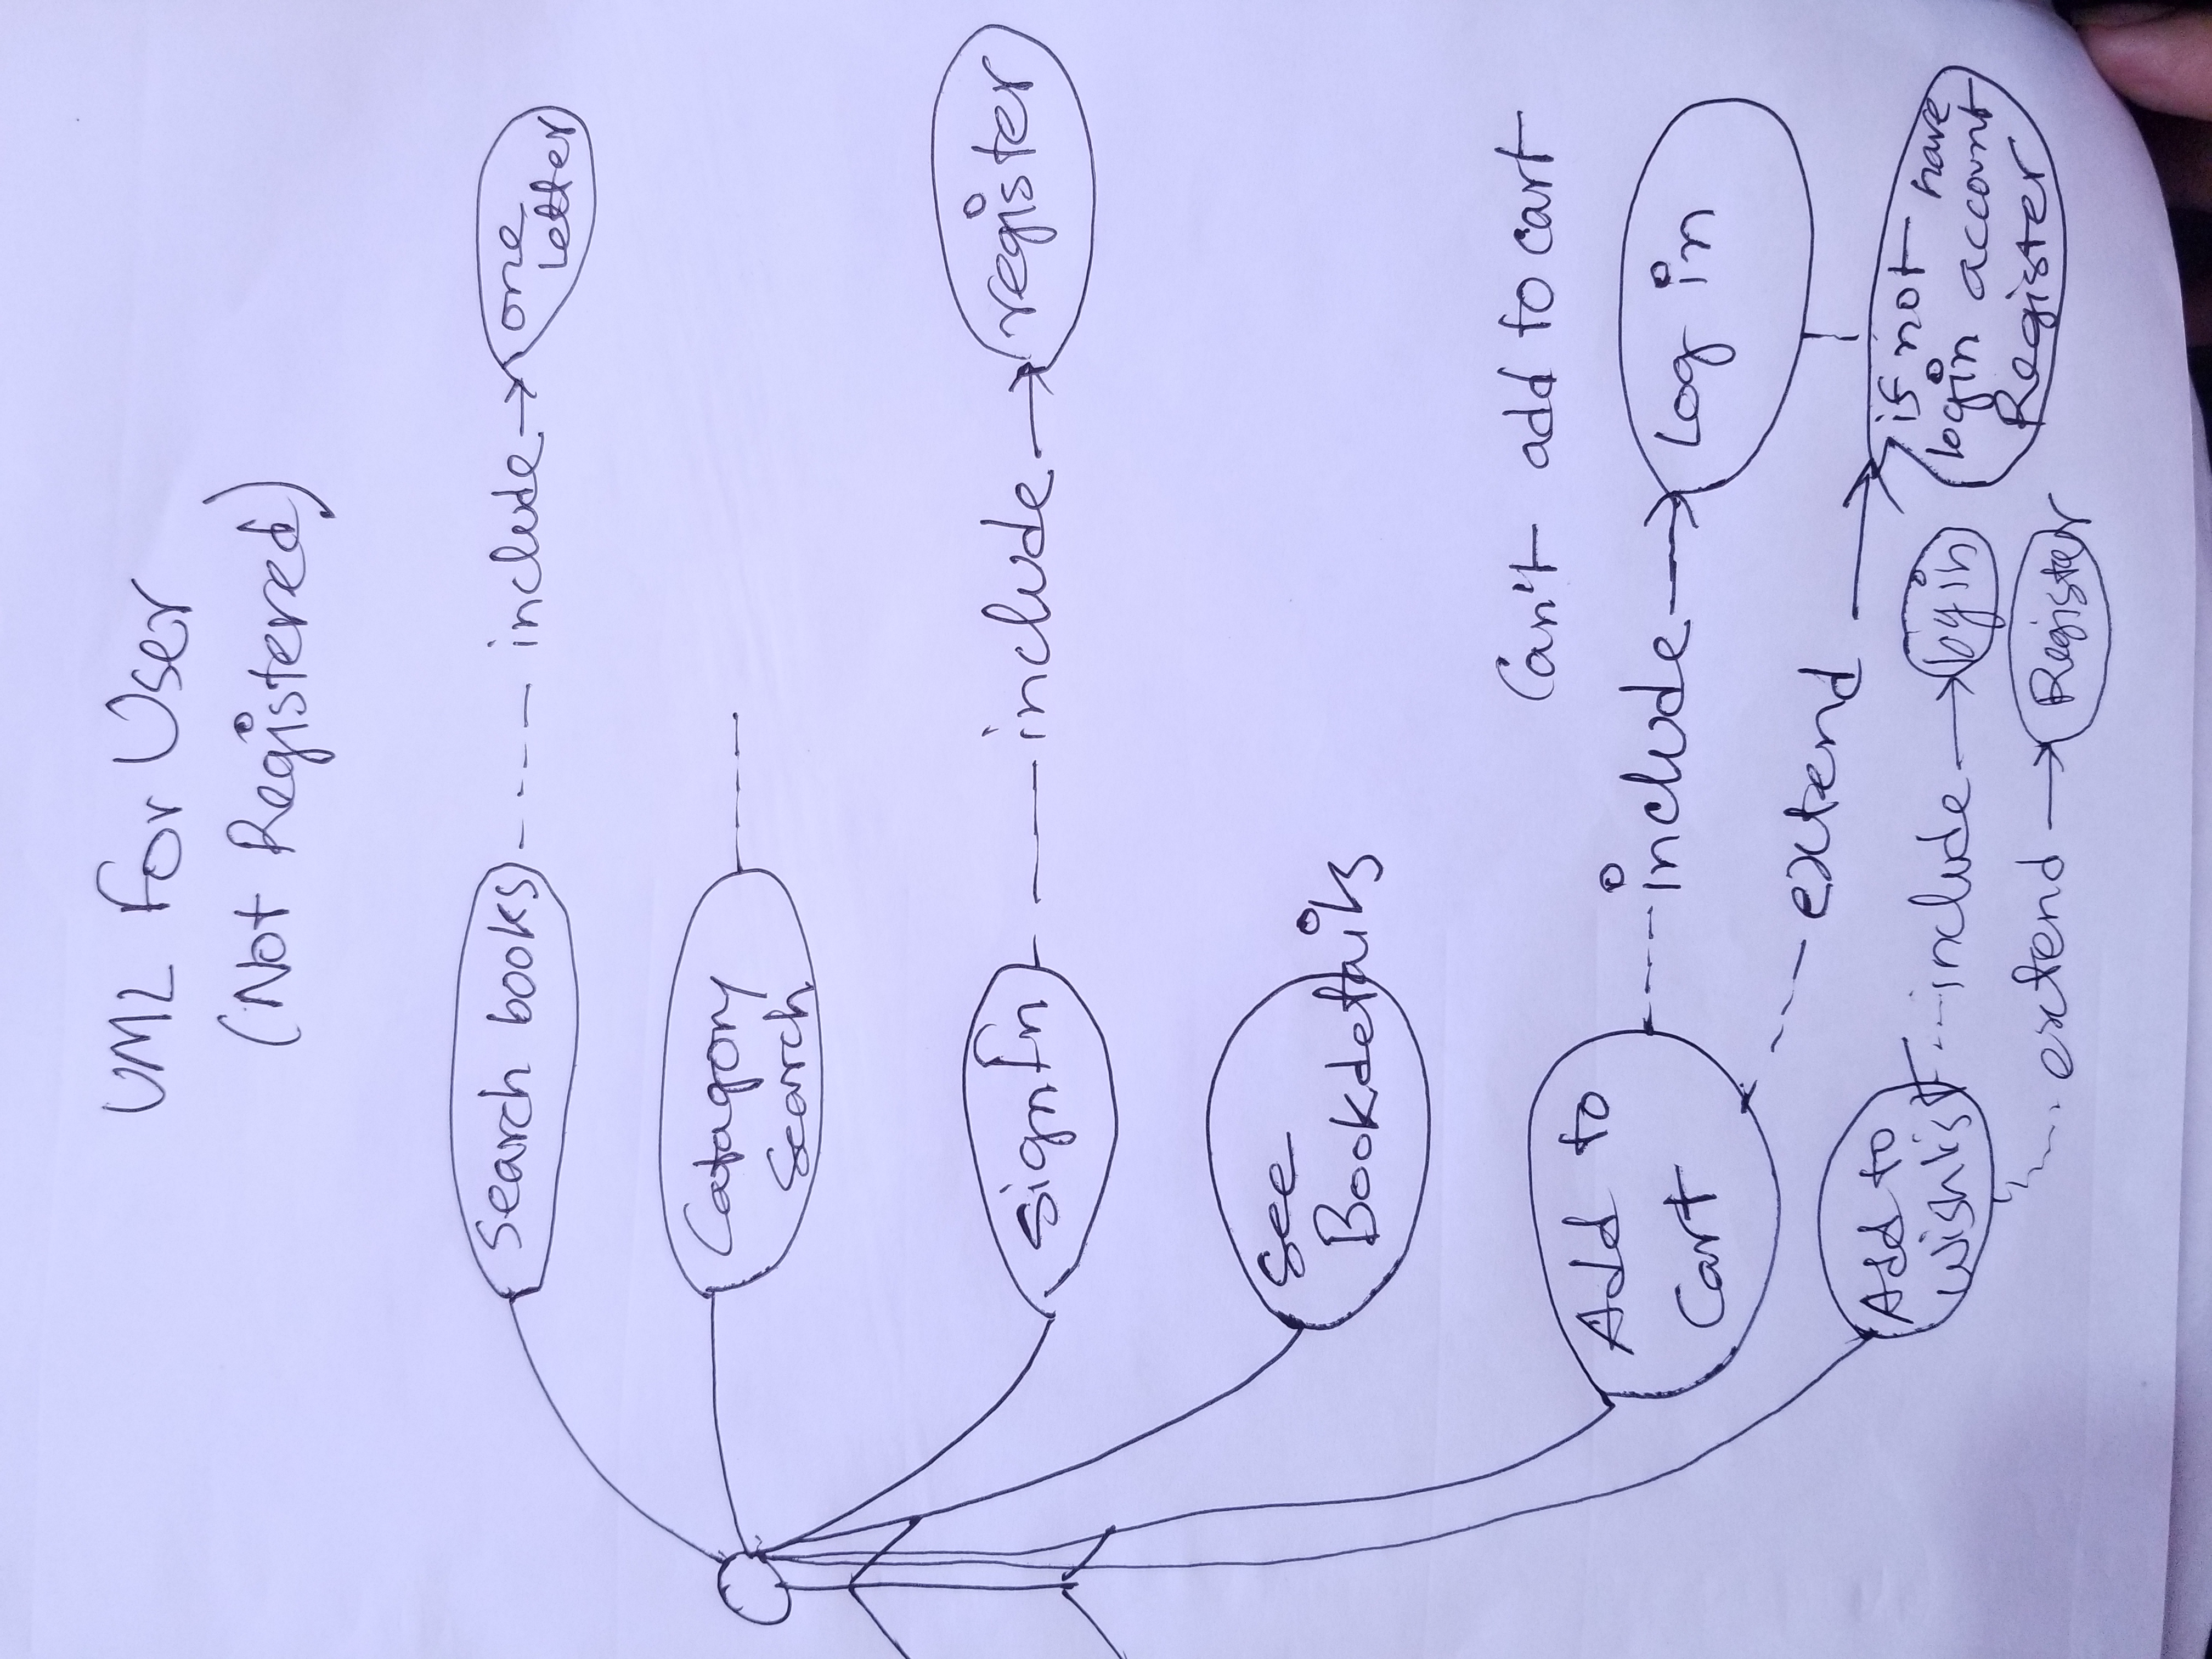 UML For User
(Not Registered)
Search books
include
one
letter
Catagory
Search
signIn
include
register
see
Bookdetails
Can't add to cart
Add to
Cart
include
Log in
extend
if not have
login account
Register
Add to
wishlist
include
login
extend
Register